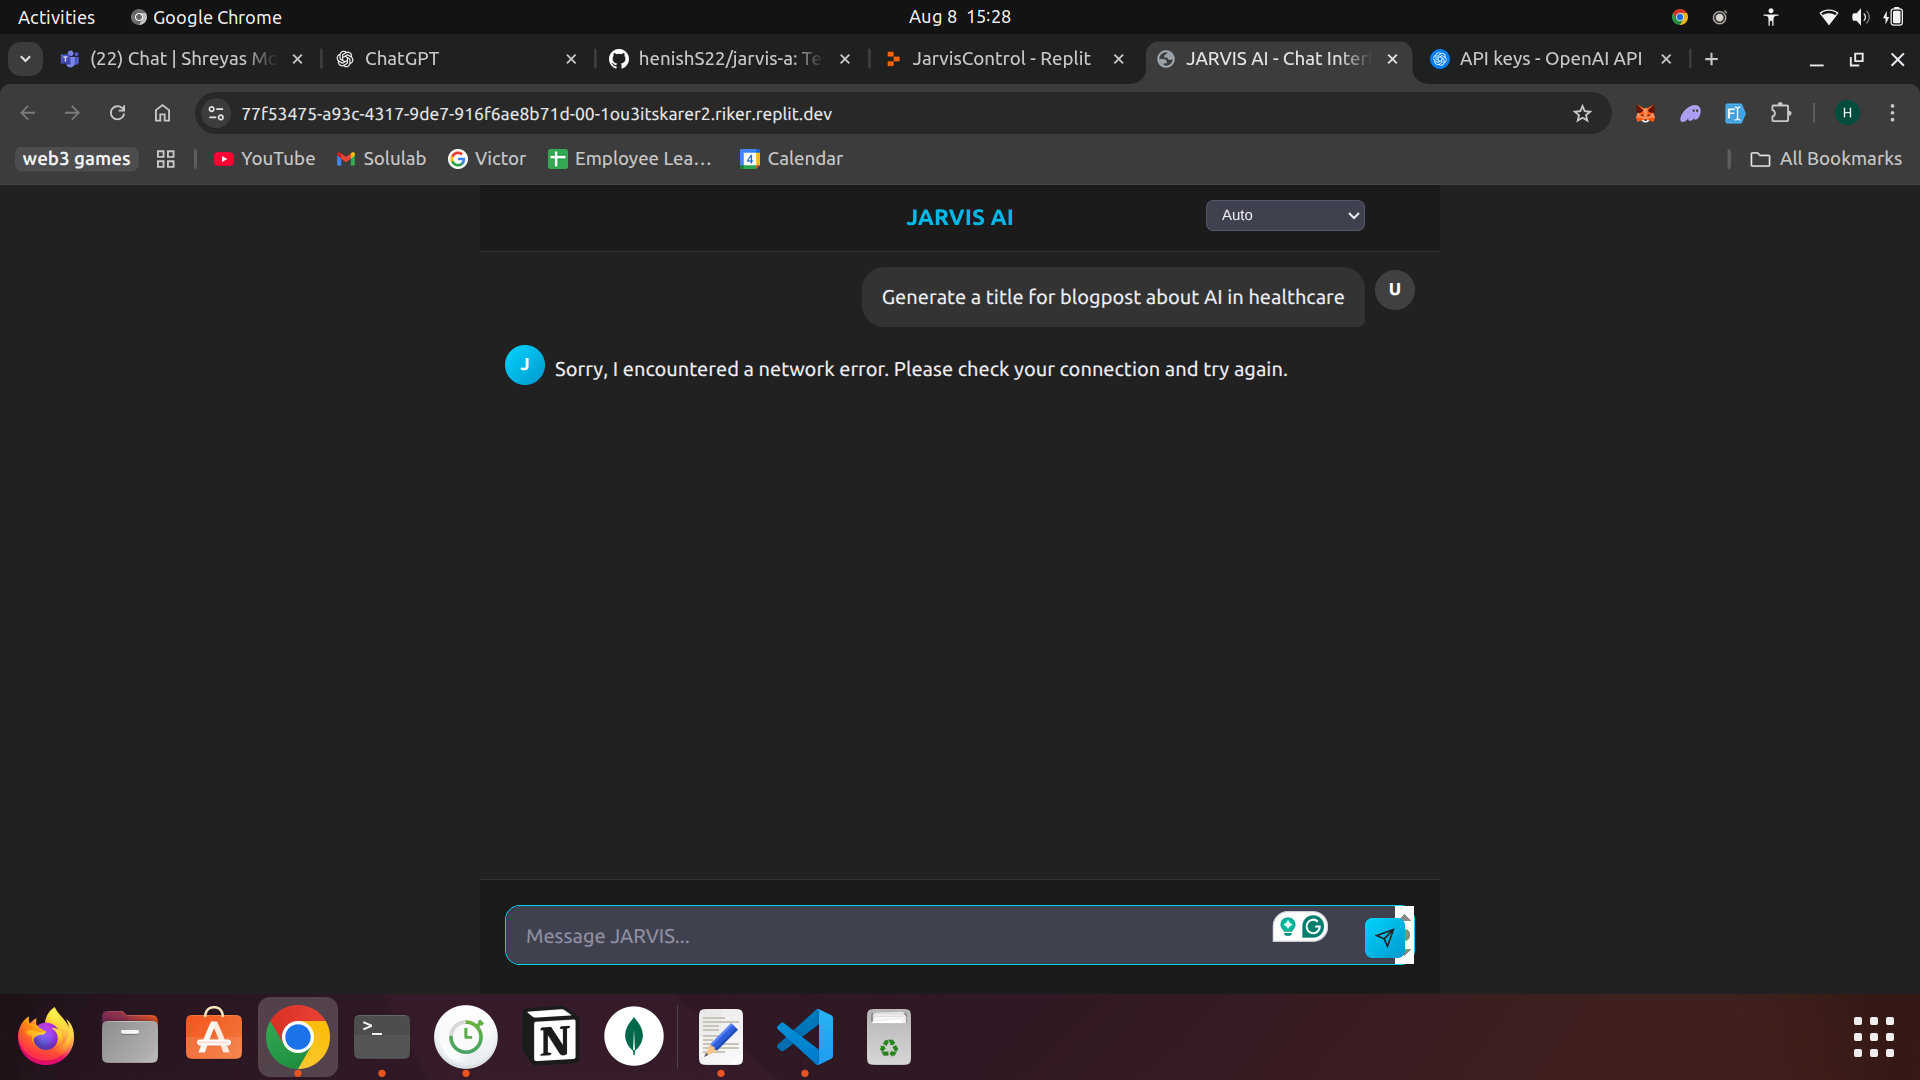 Activities
Google Chrome
Aug 8 15:28
(22) Chat | Shreyas Mo
ChatGPT
henishS22/jarvis-a: Te
JarvisControl - Replit
JARVIS AI - Chat Inter
API keys - OpenAI API
77f53475-a93c-4317-9de7-916f6ae8b71d-00-1ou3itskarer2.riker.replit.dev
H
web3 games
YouTube
Solulab
Victor
Employee Lea...
4
Calendar
All Bookmarks
JARVIS AI
Auto
Generate a title for blogpost about AI in healthcare
U
J
Sorry, I encountered a network error. Please check your connection and try again.
Message JARVIS...